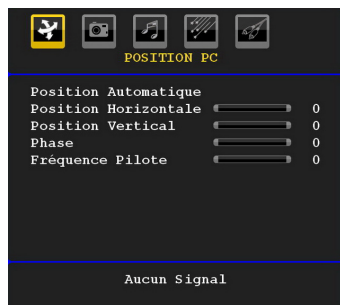 POSITION PC
Position Automatique
Position Horizontale 0
Position Vertical 0
Phase 0
Fréquence Pilote 0
Aucun Signal